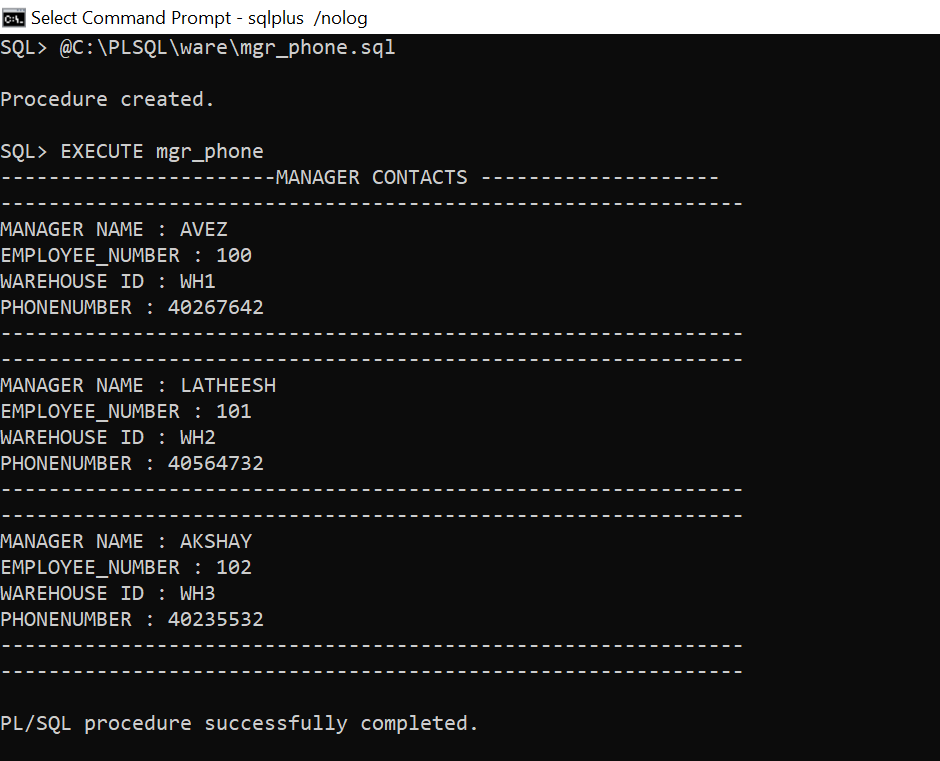 Select Command Prompt - sqlplus  /nolog
SQL> @C:\PLSQL\ware\mgr_phone.sql
Procedure created.
SQL> EXECUTE mgr_phone
-----------------------MANAGER CONTACTS --------------------
--------------------------------------------------------------
MANAGER NAME : AVEZ
EMPLOYEE_NUMBER : 100
WAREHOUSE ID : WH1
PHONENUMBER : 40267642
--------------------------------------------------------------
--------------------------------------------------------------
MANAGER NAME : LATHEESH
EMPLOYEE_NUMBER : 101
WAREHOUSE ID : WH2
PHONENUMBER : 40564732
--------------------------------------------------------------
--------------------------------------------------------------
MANAGER NAME : AKSHAY
EMPLOYEE_NUMBER : 102
WAREHOUSE ID : WH3
PHONENUMBER : 40235532
--------------------------------------------------------------
--------------------------------------------------------------
PL/SQL procedure successfully completed.